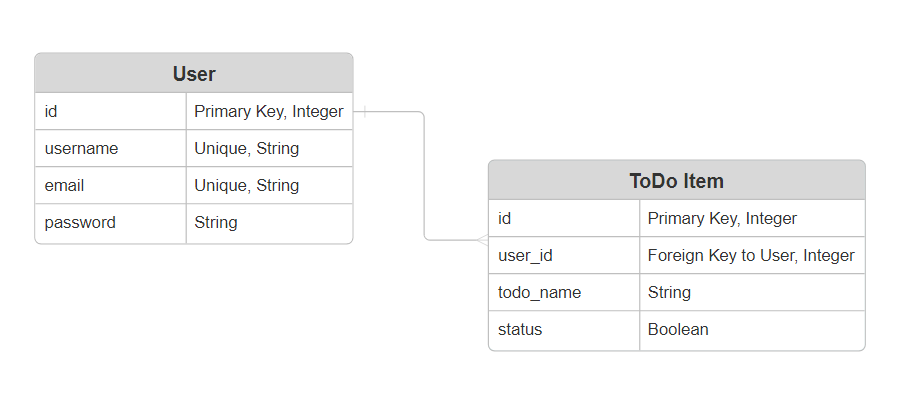 User
id Primary Key, Integer
username Unique, String
email Unique, String
password String
ToDo Item
id Primary Key, Integer
user_id Foreign Key to User, Integer
todo_name String
status Boolean